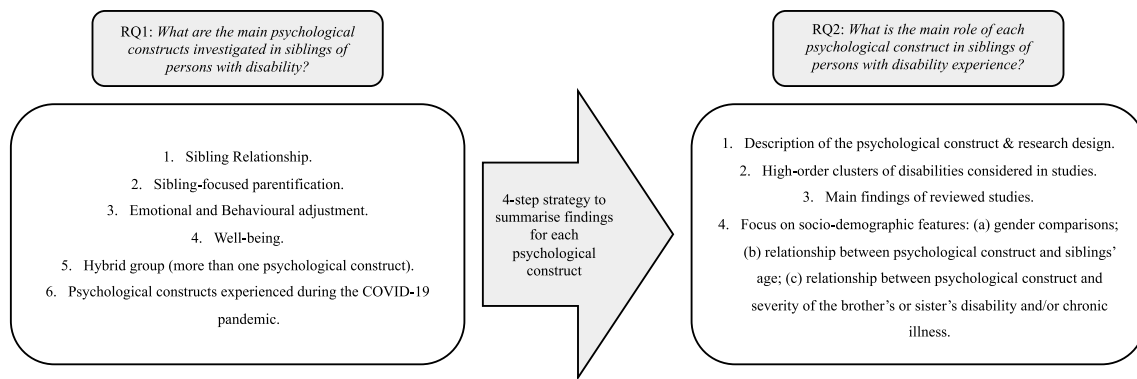 RQ1: What are the main psychological
constructs investigated in siblings of
persons with disability?
1. Sibling Relationship.
2. Sibling-focused parentification.
3. Emotional and Behavioural adjustment.
4. Well-being.
5. Hybrid group (more than one psychological construct).
6. Psychological constructs experienced during the COVID-19
pandemic.
4-step strategy to
summarise findings
for each
psychological
construct
RQ2: What is the main role of each
psychological construct in siblings of
persons with disability experience?
1. Description of the psychological construct & research design.
2. High-order clusters of disabilities considered in studies.
3. Main findings of reviewed studies.
4. Focus on socio-demographic features: (a) gender comparisons;
(b) relationship between psychological construct and siblings’
age; (c) relationship between psychological construct and
severity of the brother’s or sister’s disability and/or chronic
illness.